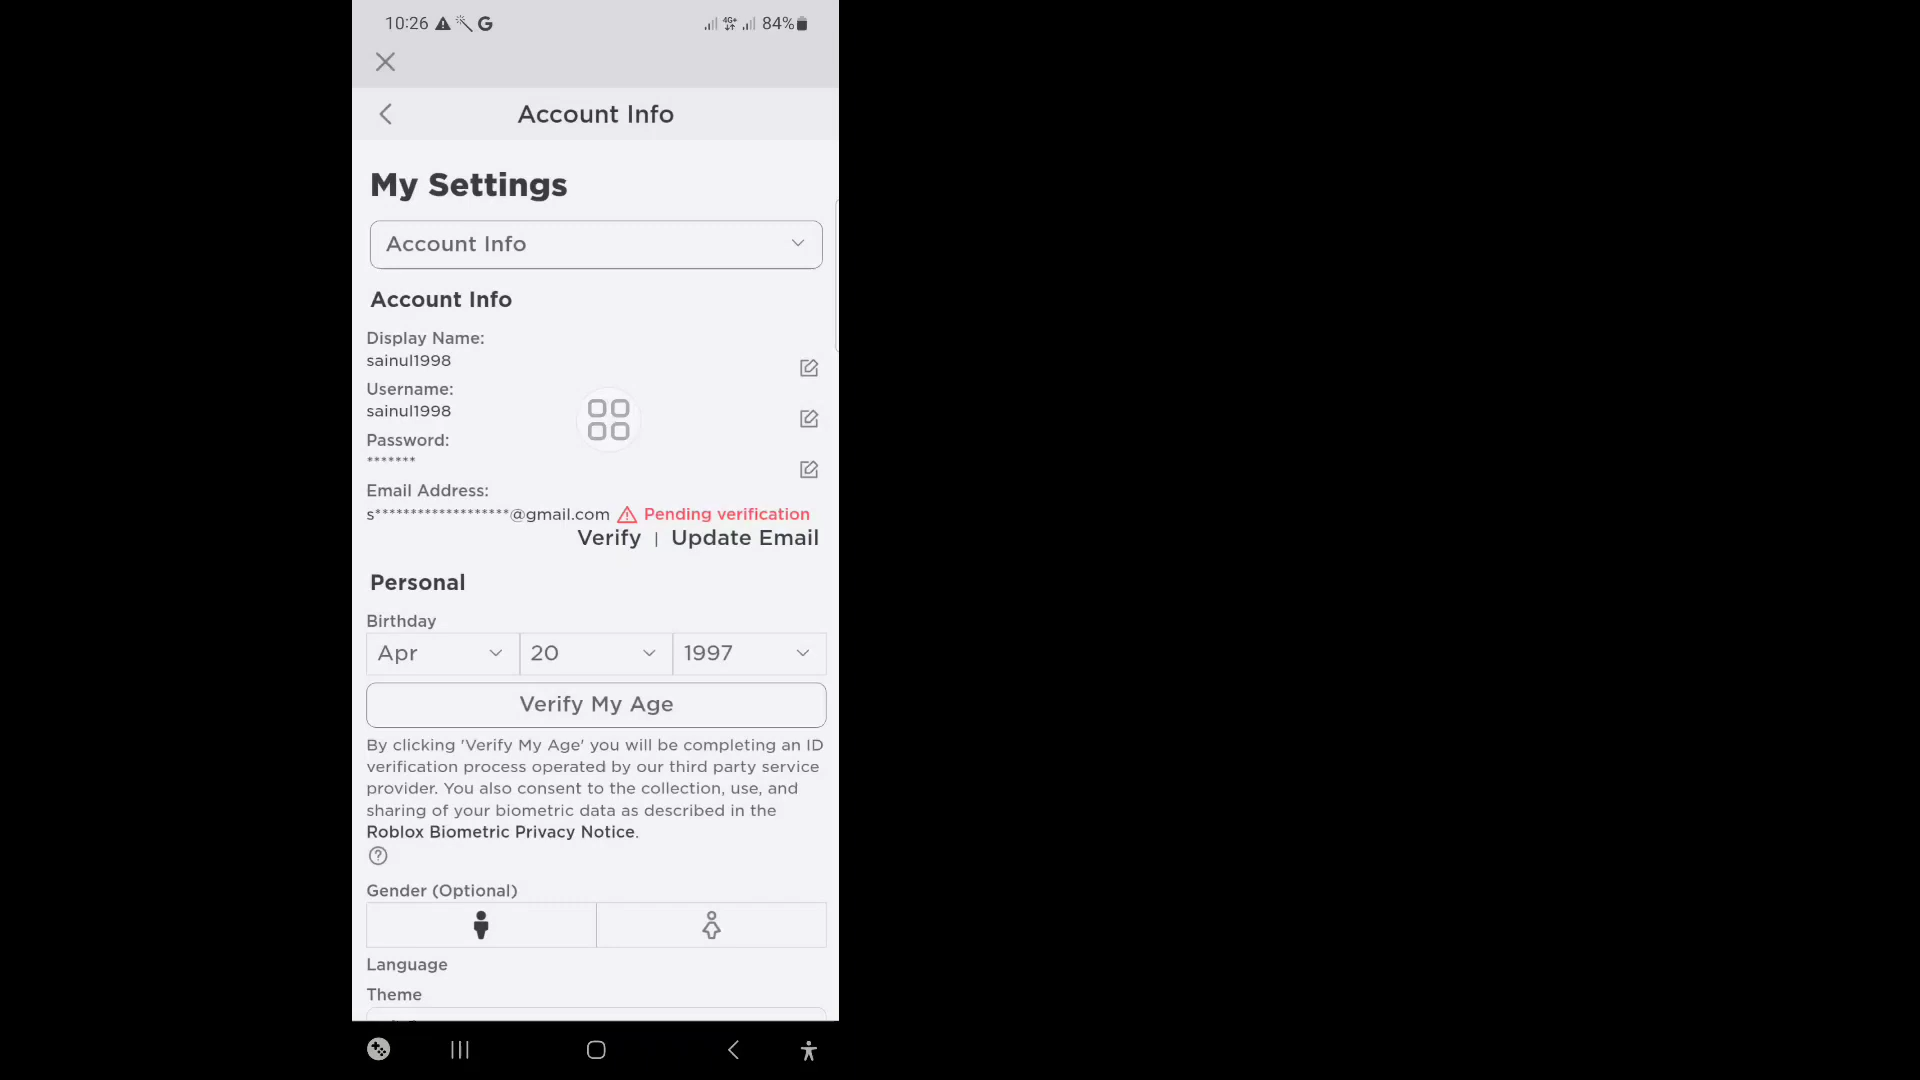 10:26
4G+
84%
Account Info
My Settings
Account Info
Account Info
Display Name:
sainul1998
Username:
sainul1998
Password:
*******
Email Address:
s*******************@gmail.com Pending verification
Verify | Update Email
Personal
Birthday
Apr 20 1997
Verify My Age
By clicking 'Verify My Age' you will be completing an ID
verification process operated by our third party service
provider. You also consent to the collection, use, and
sharing of your biometric data as described in the
Roblox Biometric Privacy Notice.
Gender (Optional)
Language
Theme